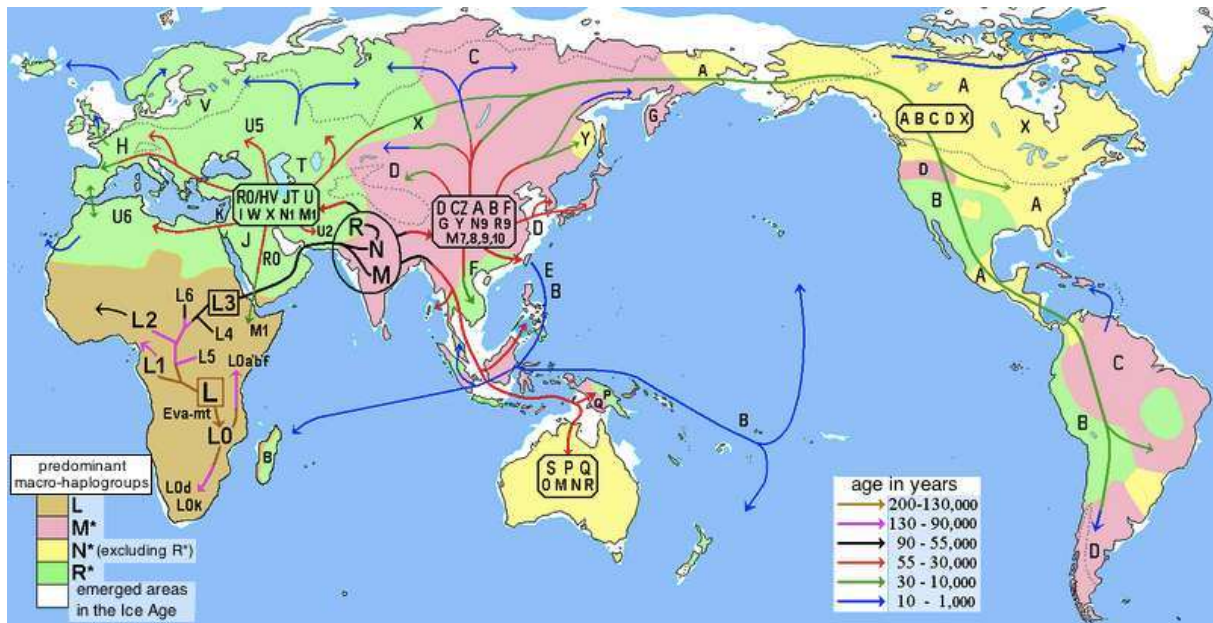 C
A
A
V
G
A B C D X
X
U5
X
H
Y
T
D
D
R0/HV JT U
I W X N1 M1
D CZ A B F
G Y N9 R9
M7,8,9,10
B
A
U6
K
R
U2
D
J
N
R0
M
F
E
B
A
L6
L3
L2
L4
M1
L1
L5
L0abf
C
L
Eva-mt
P
Q
B
B
L0
S P Q
O M N R
B
L0d
L0k
D
predominant
macro-haplogroups
L
M*
N* (excluding R*)
R*
emerged areas
in the Ice Age
age in years
200-130,000
130 - 90,000
90 - 55,000
55 - 30,000
30 - 10,000
10 - 1,000